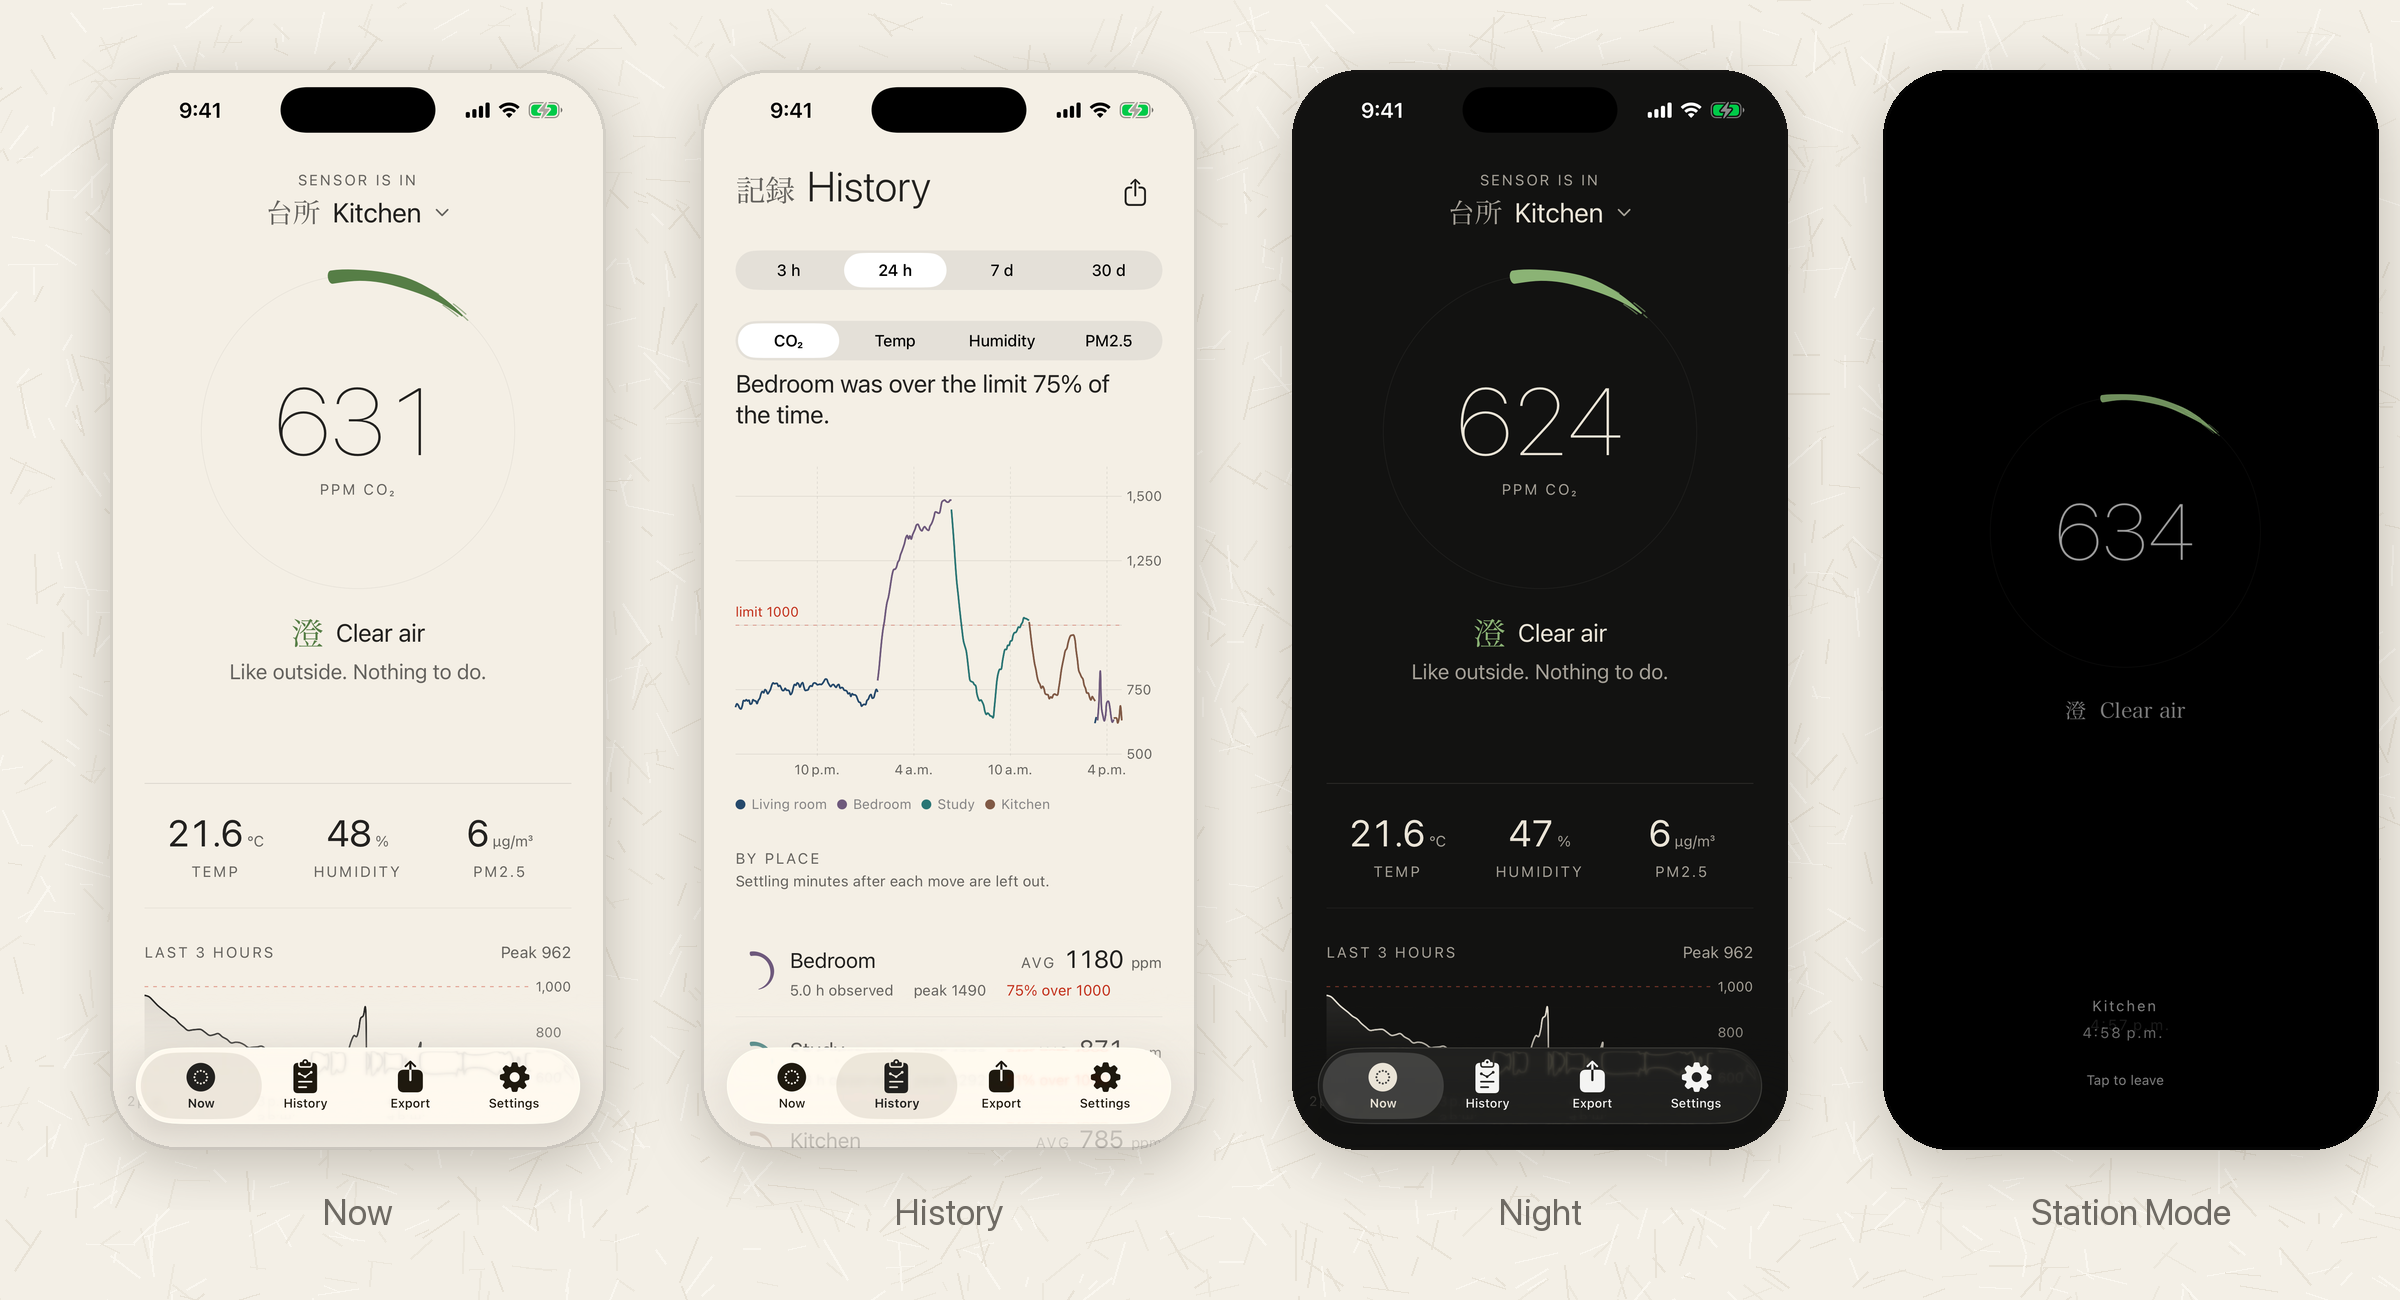 9:41
SENSOR IS IN
台所 Kitchen
631
PPM CO₂
澄 Clear air
Like outside. Nothing to do.
21.6 °C
TEMP
48 %
HUMIDITY
6 µg/m³
PM2.5
LAST 3 HOURS
Peak 962
1,000
800
Now
History
Export
Settings
Now
9:41
記録 History
3 h
24 h
7 d
30 d
CO₂
Temp
Humidity
PM2.5
Bedroom was over the limit 75% of
the time.
1,500
1,250
limit 1000
750
500
10 p.m.
4 a.m.
10 a.m.
4 p.m.
Living room
Bedroom
Study
Kitchen
BY PLACE
Settling minutes after each move are left out.
Bedroom
AVG 1180 ppm
5.0 h observed
peak 1490
75% over 1000
Study
871
Now
History
Export
Settings
Kitchen
AVG 785 ppm
History
9:41
SENSOR IS IN
台所 Kitchen
624
PPM CO₂
澄 Clear air
Like outside. Nothing to do.
21.6 °C
TEMP
47 %
HUMIDITY
6 µg/m³
PM2.5
LAST 3 HOURS
Peak 962
1,000
800
Now
History
Export
Settings
Night
634
澄 Clear air
Kitchen
4:58 p.m.
Tap to leave
Station Mode